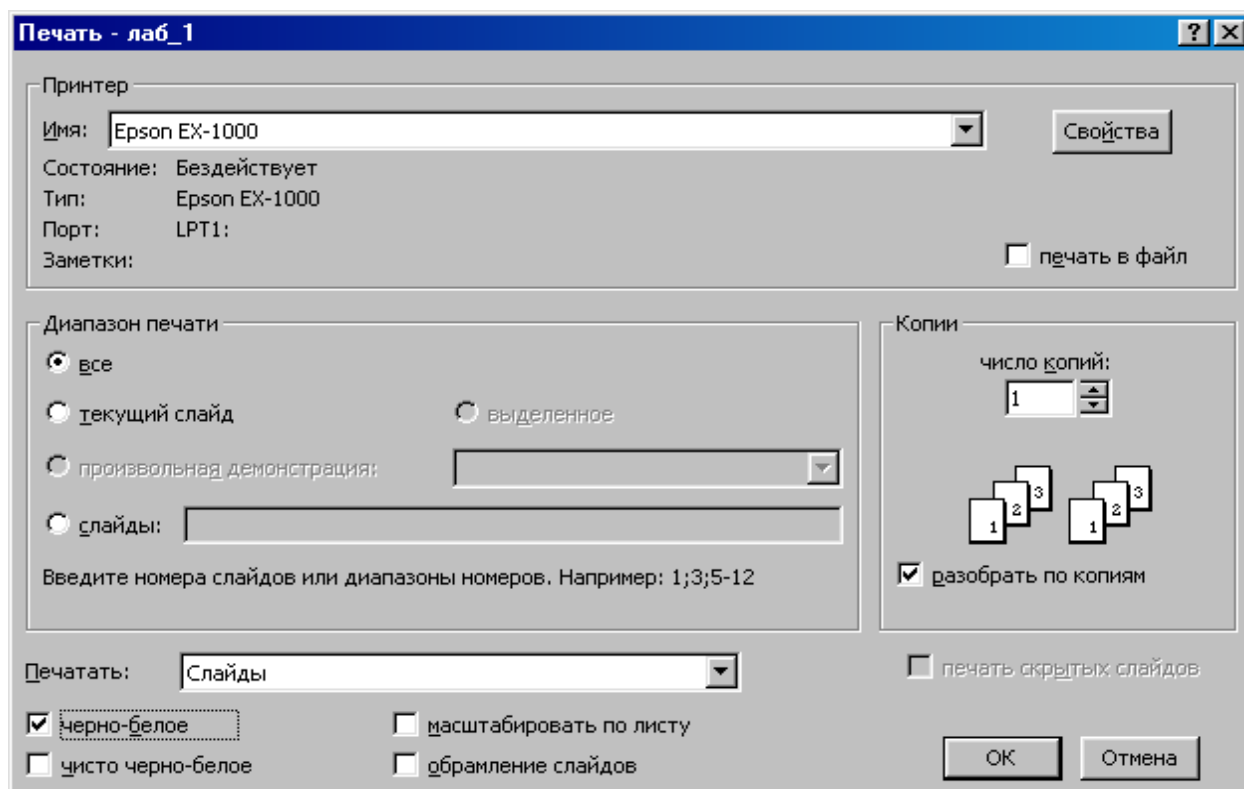 Печать - лаб_1
Принтер
Имя: Epson EX-1000 Свойства
Состояние: Бездействует
Тип: Epson EX-1000
Порт: LPT1:
Заметки: печать в файл
Диапазон печати Копии
все число копий:
текущий слайд выделенное 1
произвольная демонстрация:
слайды:
1 2 3 1 2 3
Введите номера слайдов или диапазоны номеров. Например: 1;3;5-12 разобрать по копиям
Печатать: Слайды печать скрытых слайдов
черно-белое масштабировать по листу
чисто черно-белое обрамление слайдов OK Отмена